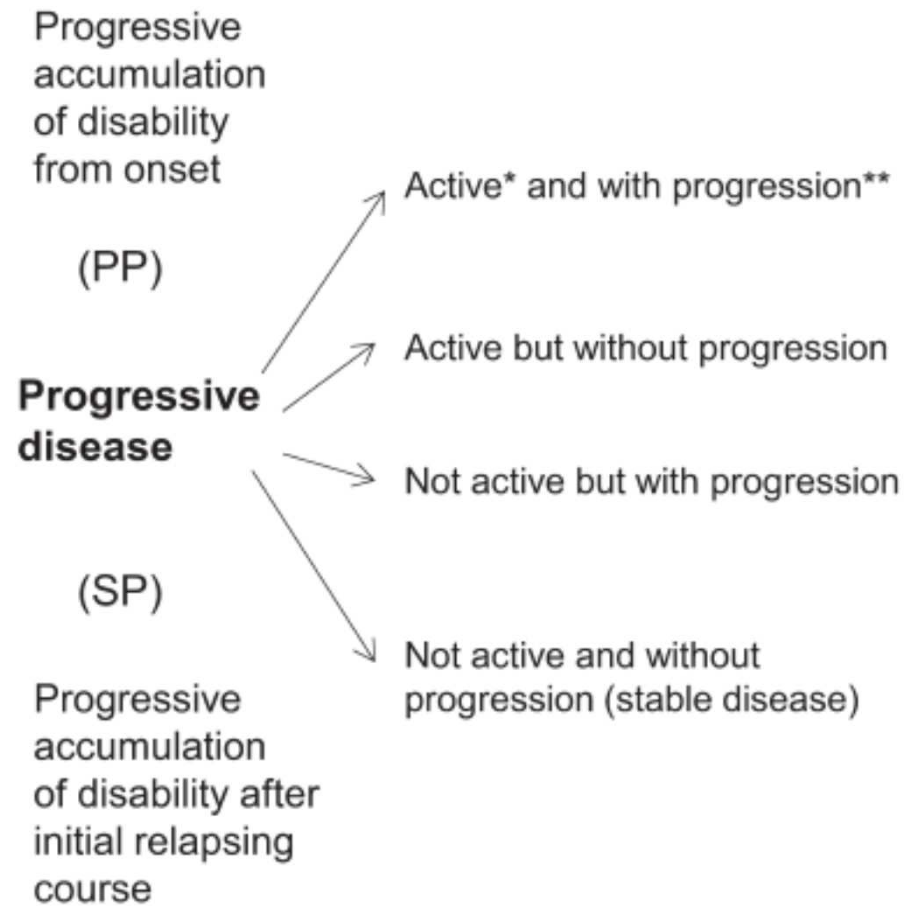 Progressive
accumulation
of disability
from onset
(PP)
Progressive
disease
(SP)
Progressive
accumulation
of disability after
initial relapsing
course
Active* and with progression**
Active but without progression
Not active but with progression
Not active and without
progression (stable disease)